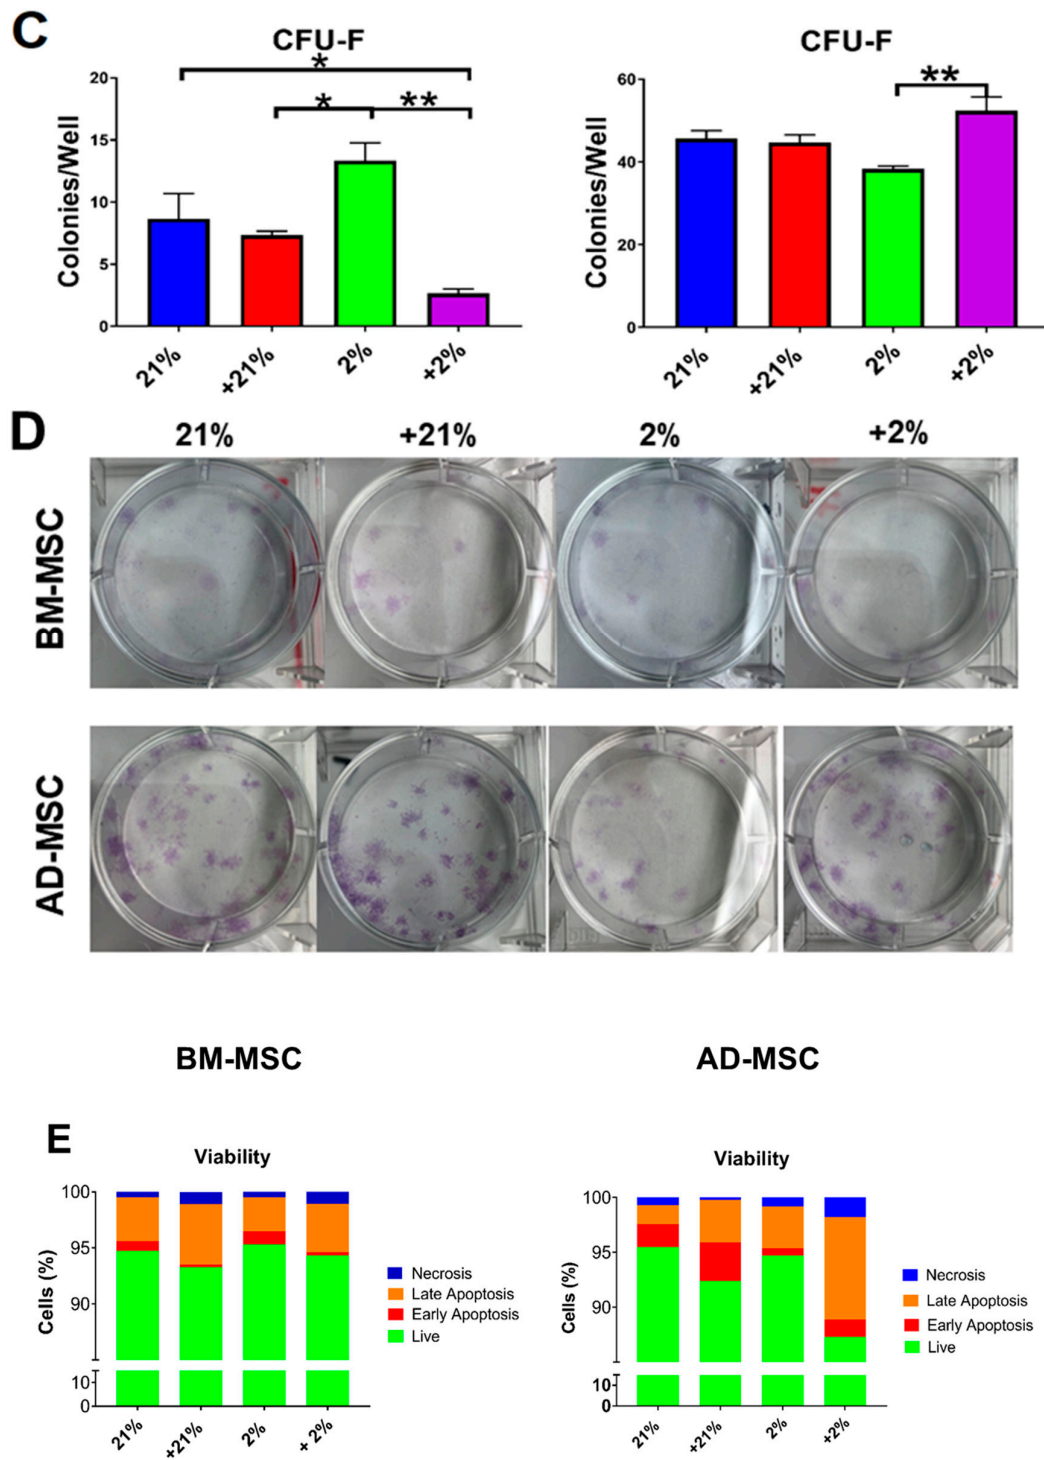 C
CFU-F
Colonies/Well
20
15
10
5
0
*
*
**
21%
+21%
2%
+2%
CFU-F
Colonies/Well
60
40
20
0
**
21%
+21%
2%
+2%
D
21%
+21%
2%
+2%
BM-MSC
AD-MSC
BM-MSC
AD-MSC
E
Viability
Cells (%)
100
95
90
10
0
21%
+21%
2%
+ 2%
Necrosis
Late Apoptosis
Early Apoptosis
Live
Viability
Cells (%)
100
95
90
10
0
21%
+21%
2%
+2%
Necrosis
Late Apoptosis
Early Apoptosis
Live